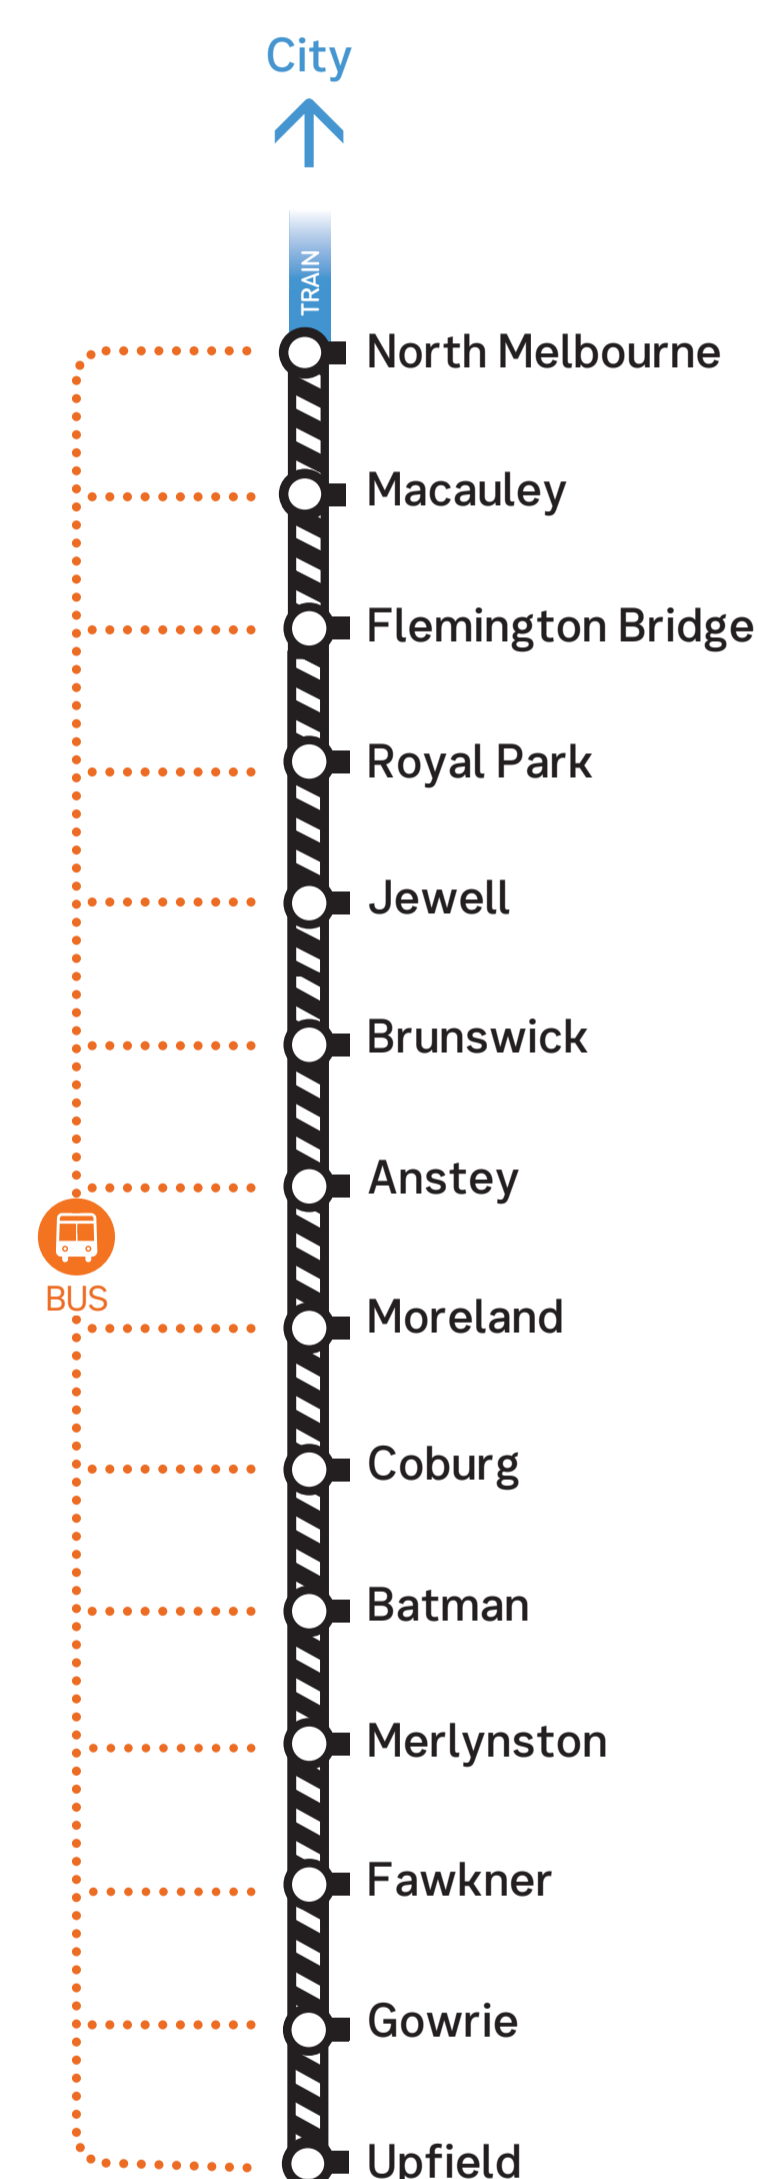 City
TRAIN
North Melbourne
Macauley
Flemington Bridge
Royal Park
Jewell
Brunswick
Anstey
BUS
Moreland
Coburg
Batman
Merlynston
Fawkner
Gowrie
Upfield